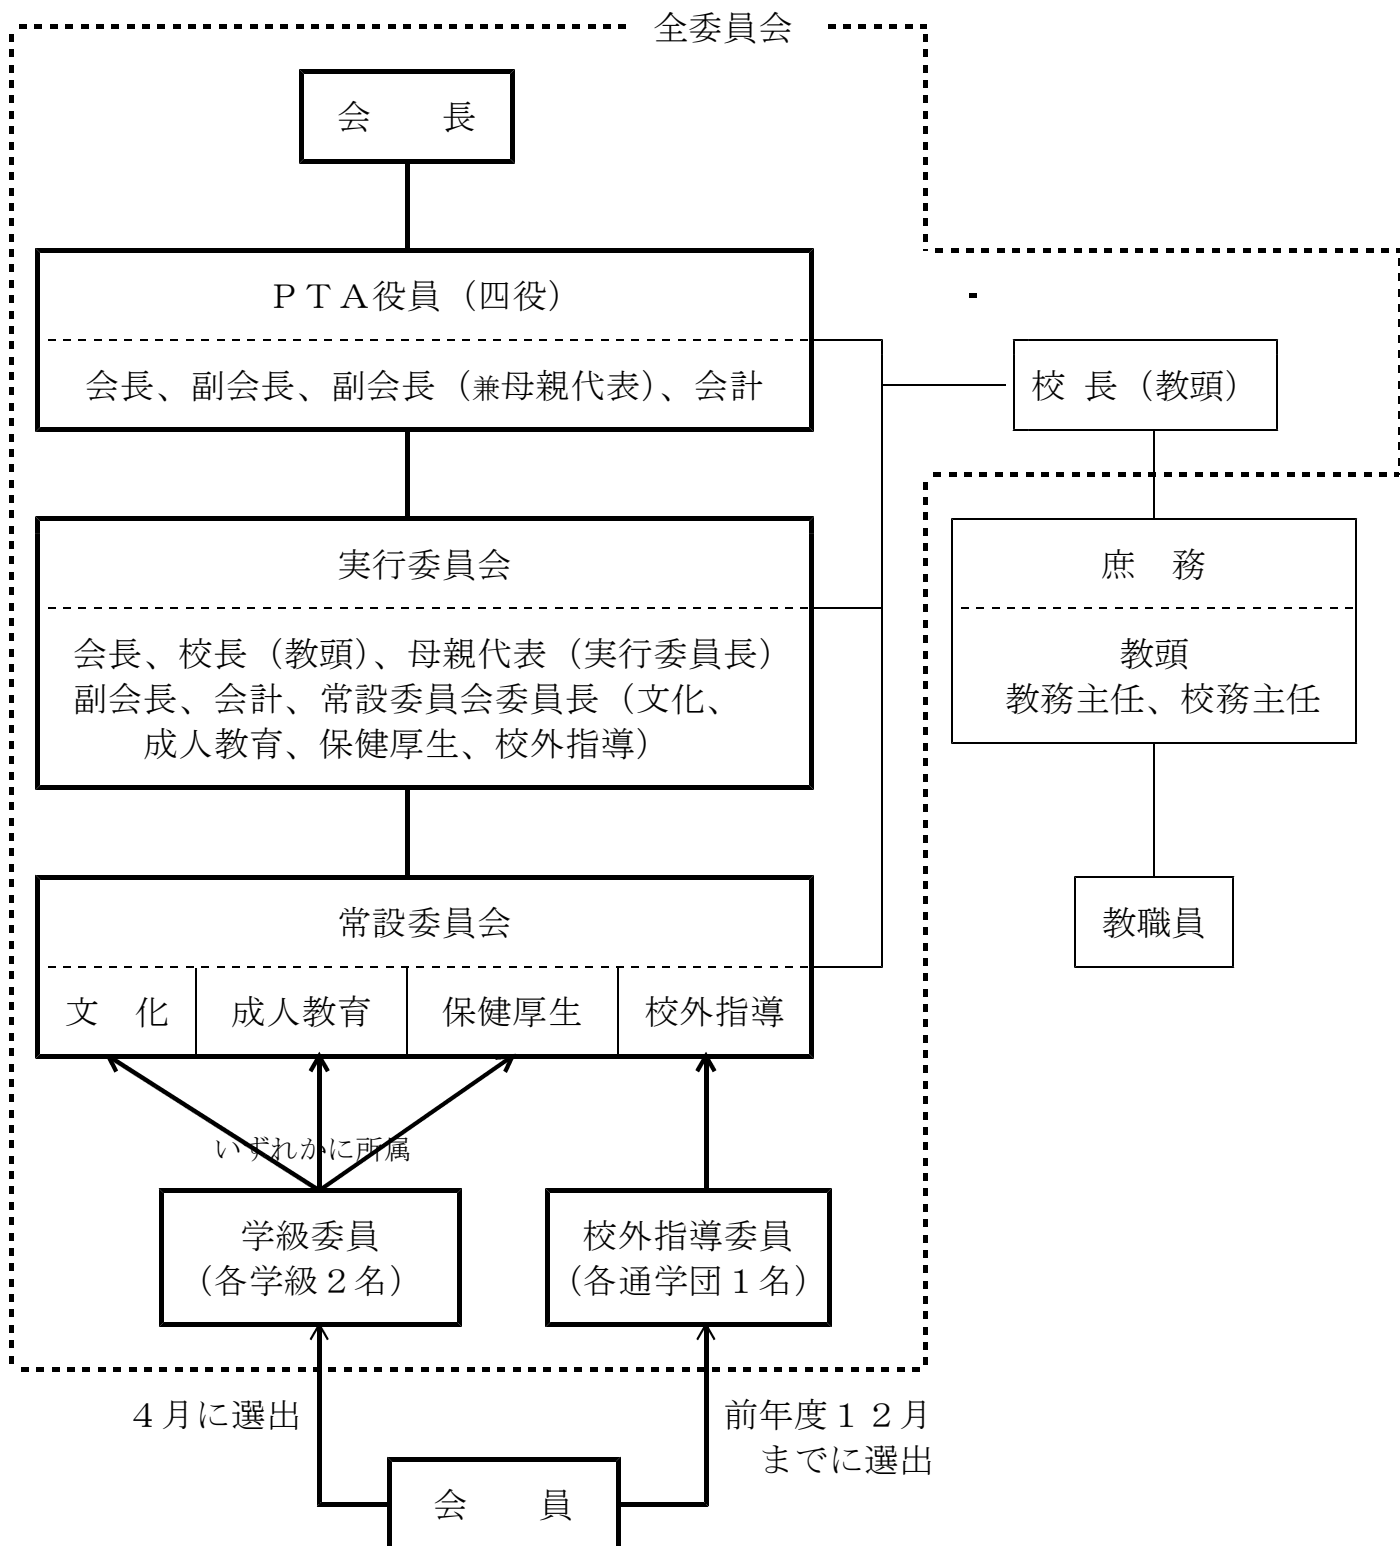 全委員会
会　　長
ＰＴＡ役員（四役）
会長、副会長、副会長（兼母親代表）、会計
校 長（教頭）
実行委員会
会長、校長（教頭）、母親代表（実行委員長）
副会長、会計、常設委員会委員長（文化、
成人教育、保健厚生、校外指導）
庶　務
教頭
教務主任、校務主任
常設委員会
文　化
成人教育
保健厚生
校外指導
教職員
いずれかに所属
学級委員
（各学級２名）
校外指導委員
（各通学団１名）
４月に選出
前年度１２月
までに選出
会　　員